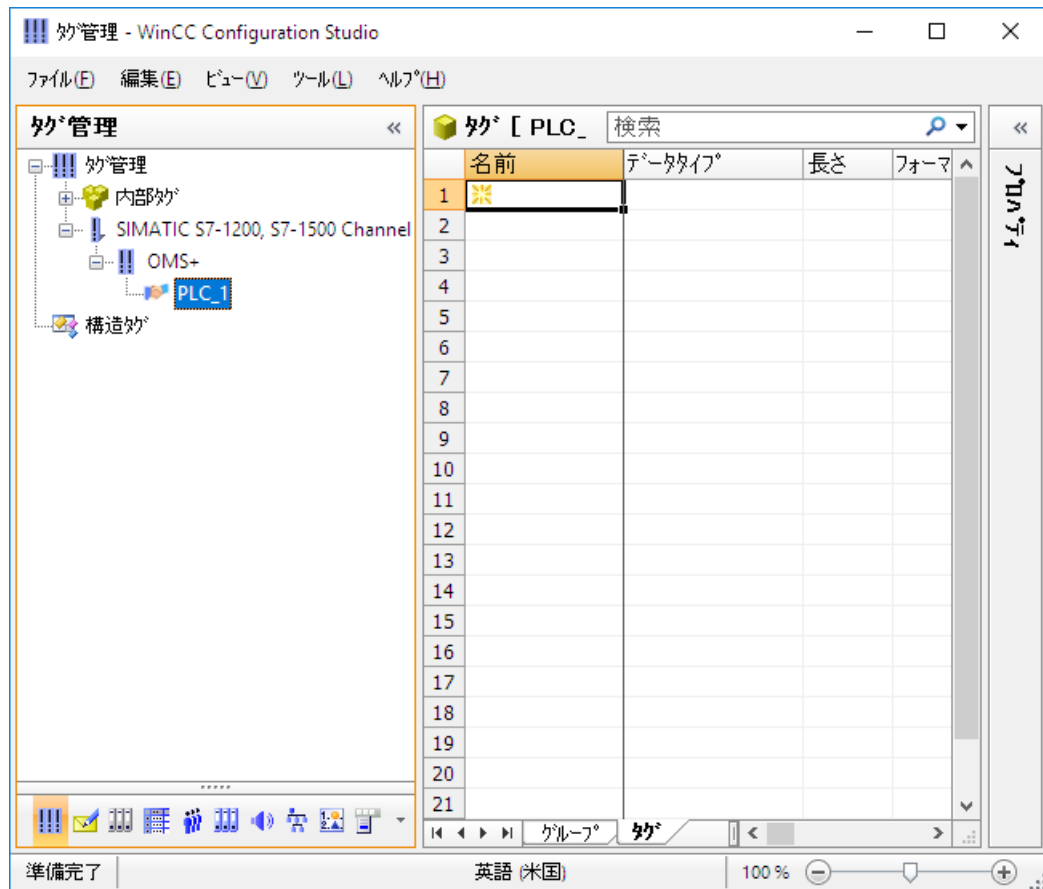 ﾀｸﾞ管理 - WinCC Configuration Studio
ﾌｧｲﾙ(F) 編集(E) ﾋﾞｭｰ(V) ﾂｰﾙ(L) ﾍﾙﾌﾟ(H)
ﾀｸﾞ管理 «
ﾀｸﾞ管理
内部ﾀｸﾞ
SIMATIC S7-1200, S7-1500 Channel
OMS+
PLC_1
構造ﾀｸﾞ
ﾀｸﾞ [ PLC_ 検索
名前 ﾃﾞｰﾀﾀｲﾌﾟ 長さ ﾌｫｰﾏ
1
2
3
4
5
6
7
8
9
10
11
12
13
14
15
16
17
18
19
20
21
ｸﾞﾙｰﾌﾟ ﾀｸﾞ
«
ﾌﾟﾛﾊﾟﾃｨ
準備完了 英語 (米国) 100 %